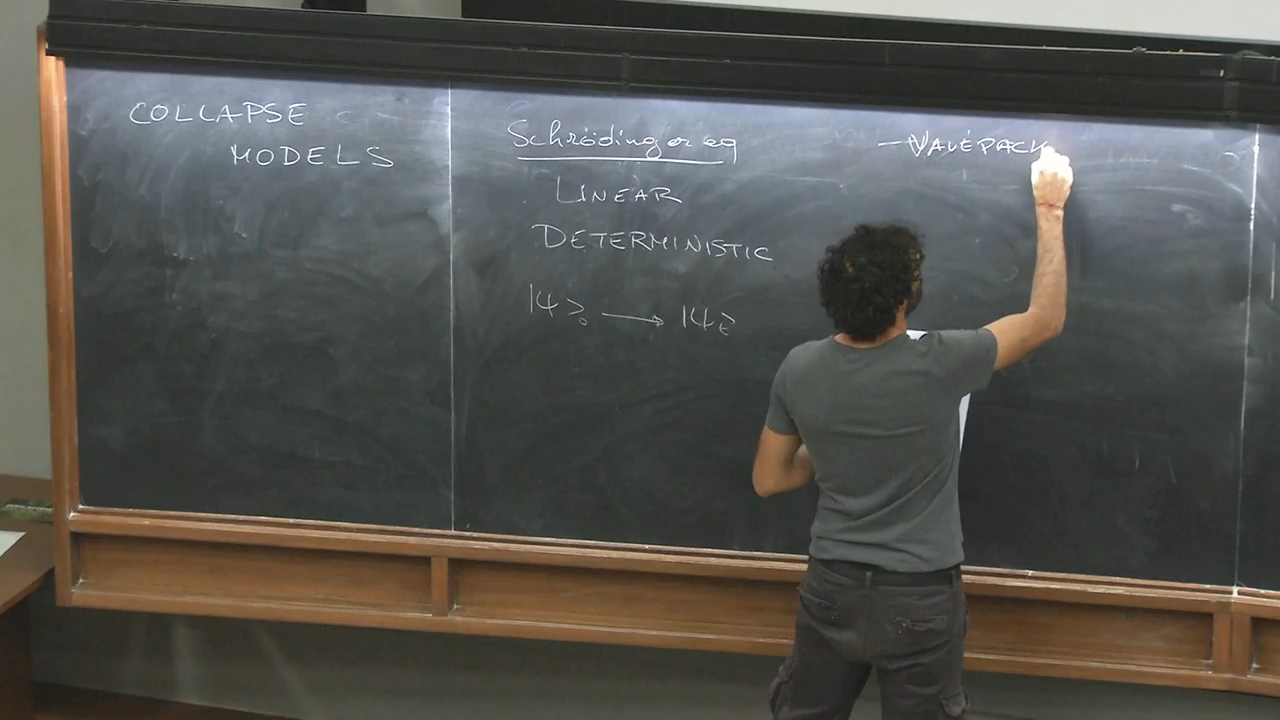 COLLAPSE
MODELS
Schrödinger eq
LINEAR
DETERMINISTIC
|ψ>₀ → |ψ>ₜ
- WAVEPACK